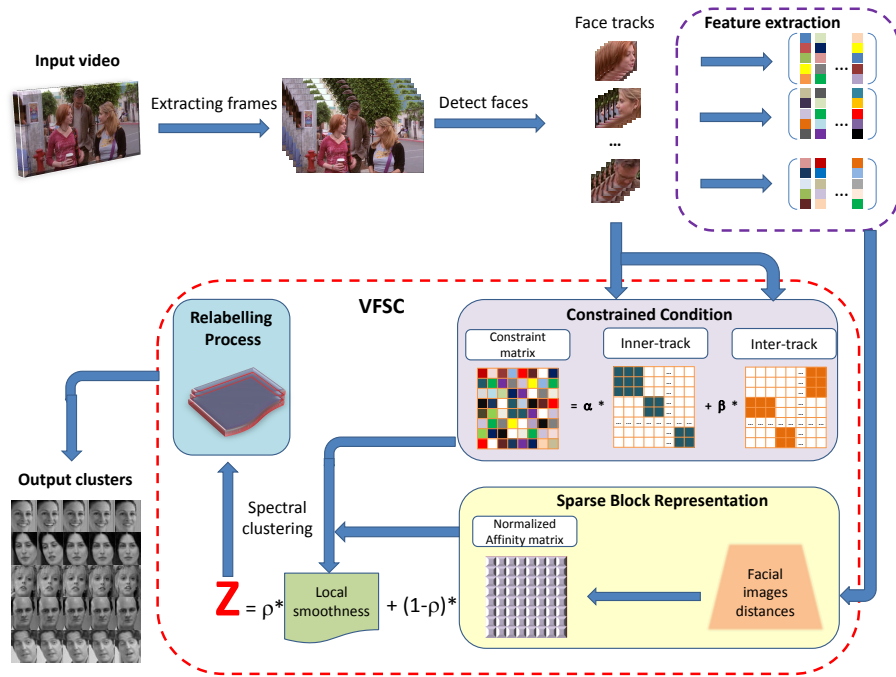 Input video
Extracting frames
Detect faces
Face tracks
...
Feature extraction
...
...
...
VFSC
Relabelling
Process
Constrained Condition
Constraint
matrix
Inner-track
Inter-track
= α *
+ β *
Output clusters
Spectral
clustering
Sparse Block Representation
Normalized
Affinity matrix
Facial
images
distances
Z = ρ*
Local
smoothness
+ (1-ρ)*